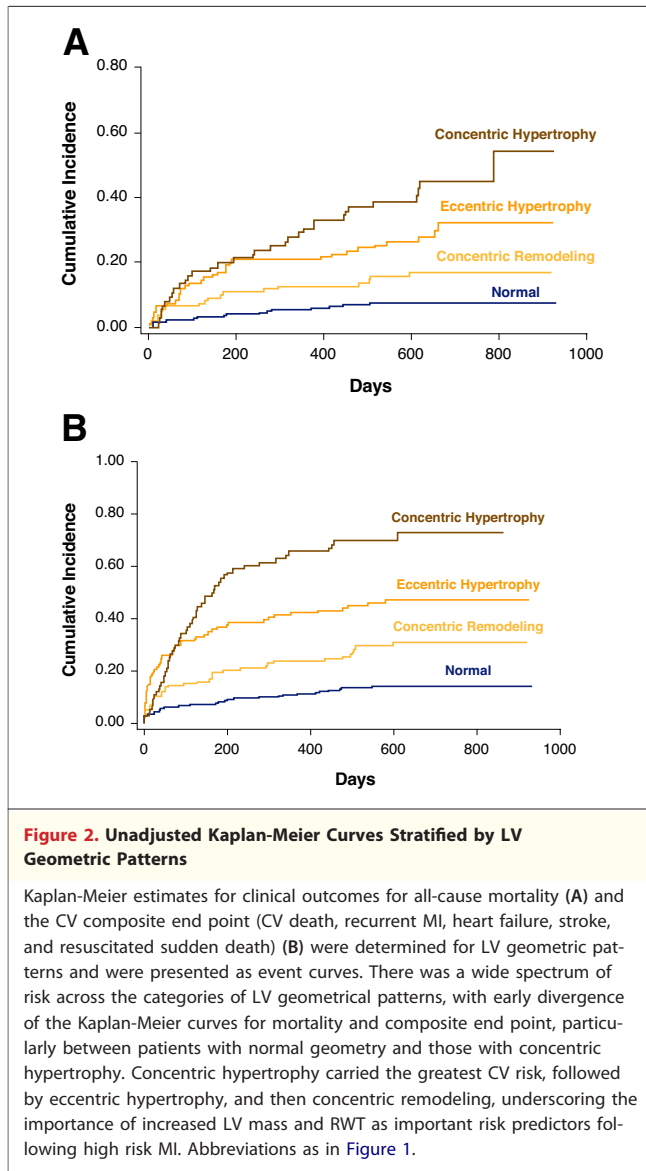 A
0.80
0.60
0.40
0.20
0.00
Cumulative Incidence
Concentric Hypertrophy
Eccentric Hypertrophy
Concentric Remodeling
Normal
0 200 400 600 800 1000
Days
B
1.00
0.80
0.60
0.40
0.20
0.00
Cumulative Incidence
Concentric Hypertrophy
Eccentric Hypertrophy
Concentric Remodeling
Normal
0 200 400 600 800 1000
Days
Figure 2. Unadjusted Kaplan-Meier Curves Stratified by LV
Geometric Patterns
Kaplan-Meier estimates for clinical outcomes for all-cause mortality (A) and
the CV composite end point (CV death, recurrent MI, heart failure, stroke,
and resuscitated sudden death) (B) were determined for LV geometric pat-
terns and were presented as event curves. There was a wide spectrum of
risk across the categories of LV geometrical patterns, with early divergence
of the Kaplan-Meier curves for mortality and composite end point, particu-
larly between patients with normal geometry and those with concentric
hypertrophy. Concentric hypertrophy carried the greatest CV risk, followed
by eccentric hypertrophy, and then concentric remodeling, underscoring the
importance of increased LV mass and RWT as important risk predictors fol-
lowing high risk MI. Abbreviations as in Figure 1.